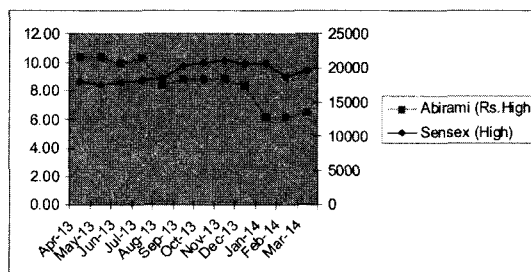 12.00
10.00
8.00
6.00
4.00
2.00
0.00
25000
20000
15000
10000
5000
0
Apr-13
May-13
Jun-13
Jul-13
Aug-13
Sep-13
Oct-13
Nov-13
Dec-13
Jan-14
Feb-14
Mar-14
Abirami (Rs.High
Sensex (High)